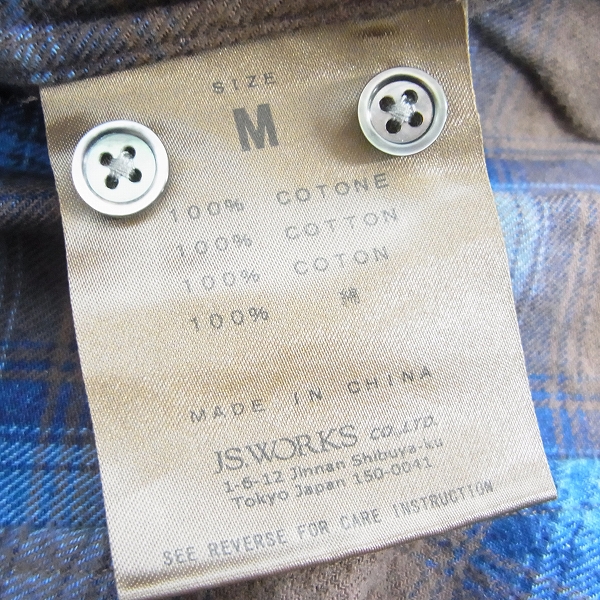 SIZE
M
100% COTONE
100% COTTON
100% COTON
100% 綿
MADE IN CHINA
JS.WORKS co.,LTD.
1-6-12 Jinnan Shibuya-ku
Tokyo Japan 150-0041
SEE REVERSE FOR CARE INSTRUCTION